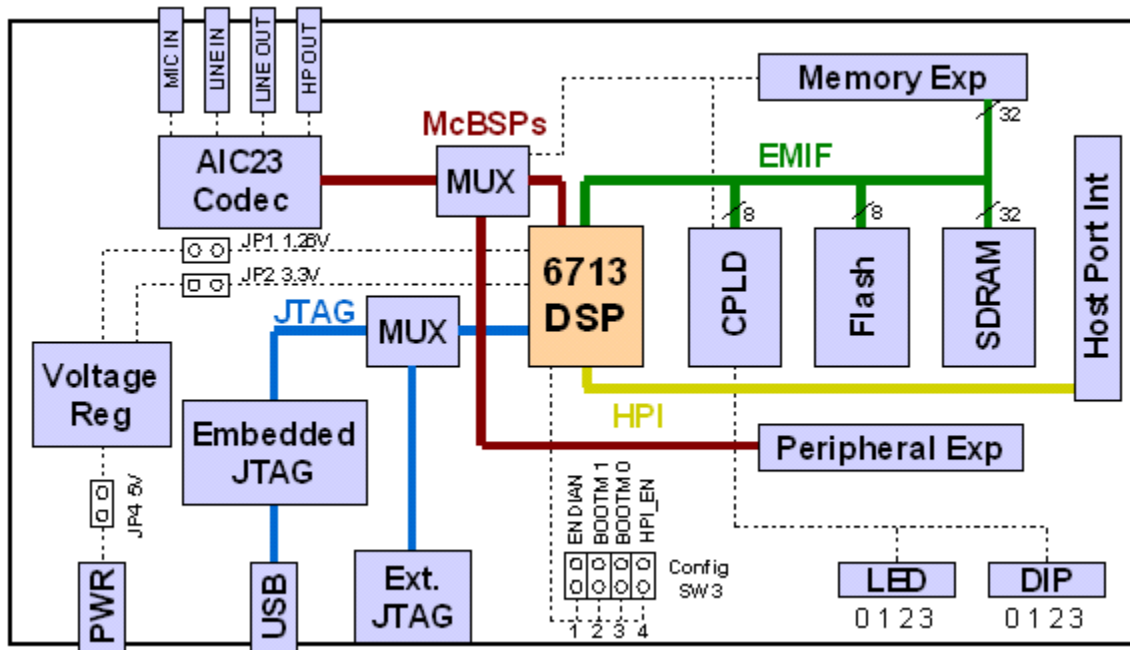 MIC IN
LINE IN
LINE OUT
HP OUT
Memory Exp
32
McBSPs
AIC23
Codec
MUX
EMIF
Host Port Int
8
8
32
JP1 1.26V
JP2 3.3V
6713
DSP
CPLD
Flash
SDRAM
JTAG
MUX
Voltage
Reg
HPI
Embedded
JTAG
Peripheral Exp
JP4 5V
ENDIAN
BOOTM 1
BOOTM 0
HPI_EN
Config
SW3
PWR
USB
Ext.
JTAG
1 2 3 4
LED
DIP
0 1 2 3
0 1 2 3